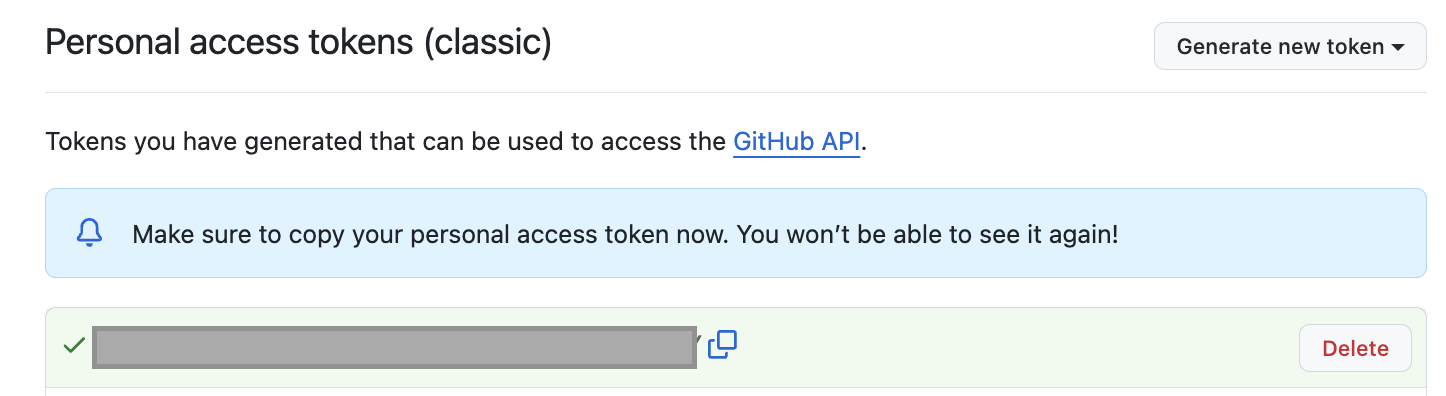 Personal access tokens (classic)
Generate new token
Tokens you have generated that can be used to access the GitHub API.
Make sure to copy your personal access token now. You won’t be able to see it again!
Delete